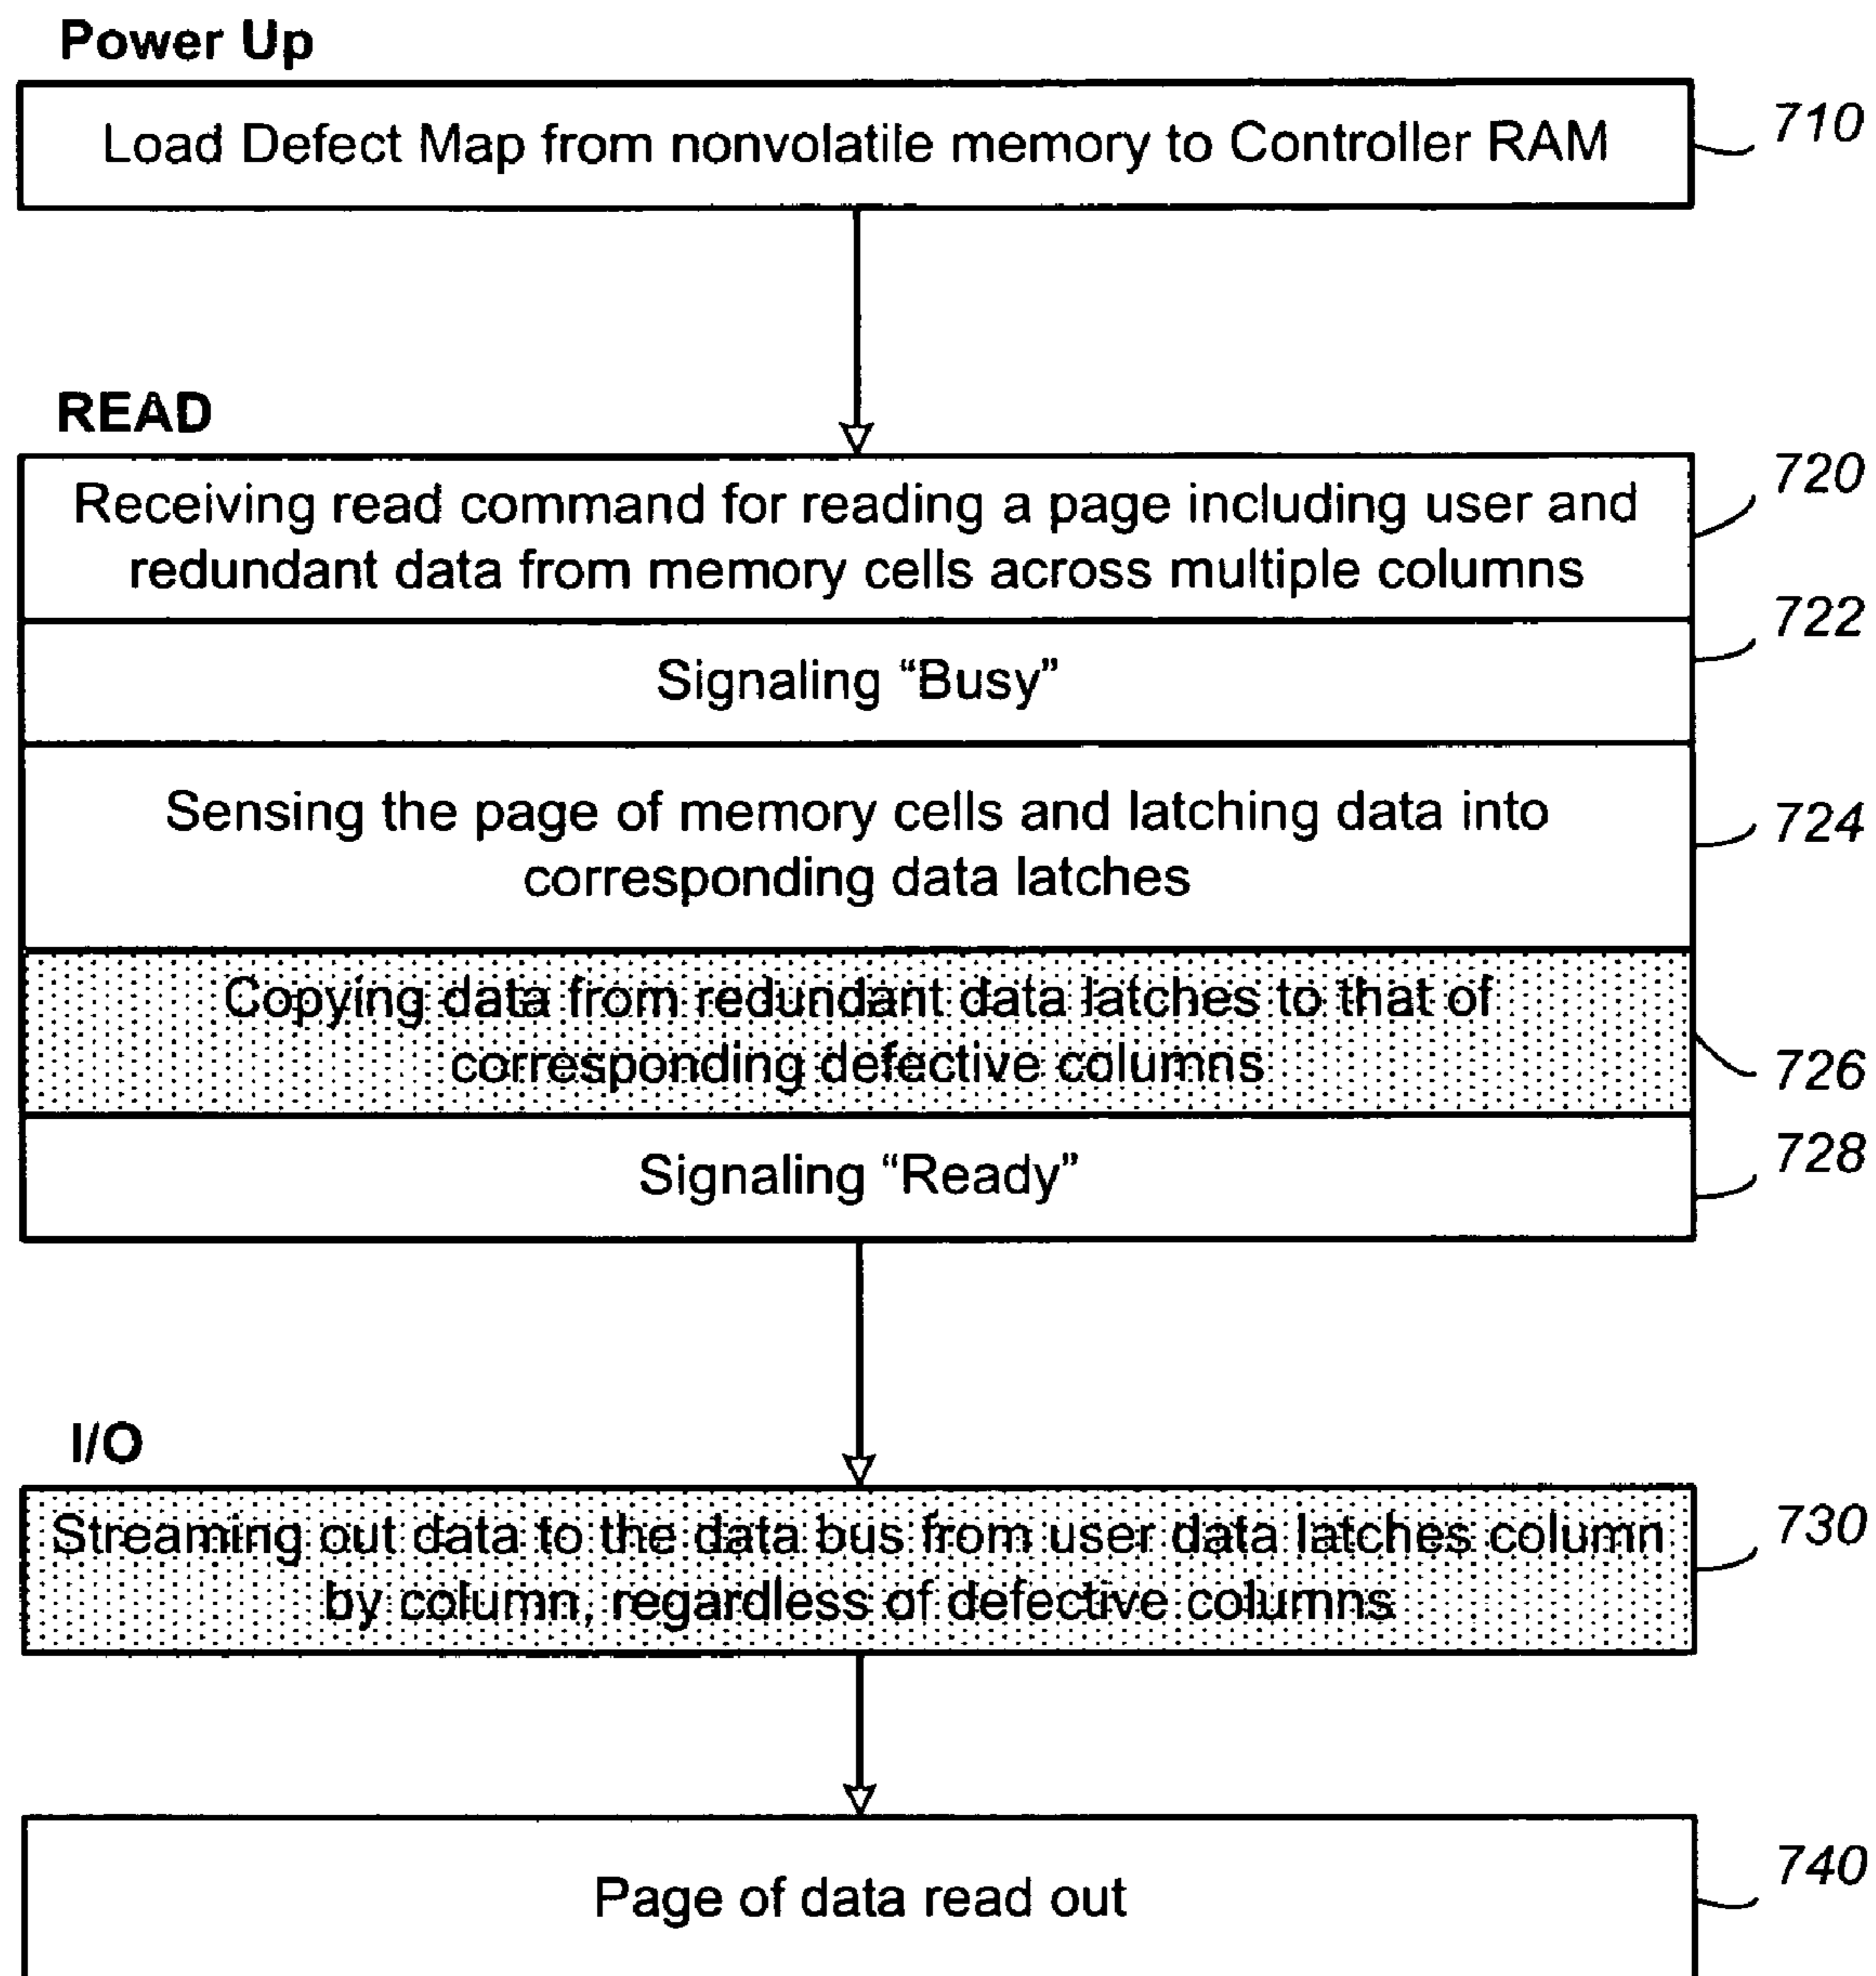 Power Up
Load Defect Map from nonvolatile memory to Controller RAM
710
READ
Receiving read command for reading a page including user and
redundant data from memory cells across multiple columns
720
Signaling “Busy”
722
Sensing the page of memory cells and latching data into
corresponding data latches
724
Copying data from redundant data latches to that of
corresponding defective columns
726
Signaling “Ready”
728
I/O
Streaming out data to the data bus from user data latches column
by column, regardless of defective columns
730
Page of data read out
740